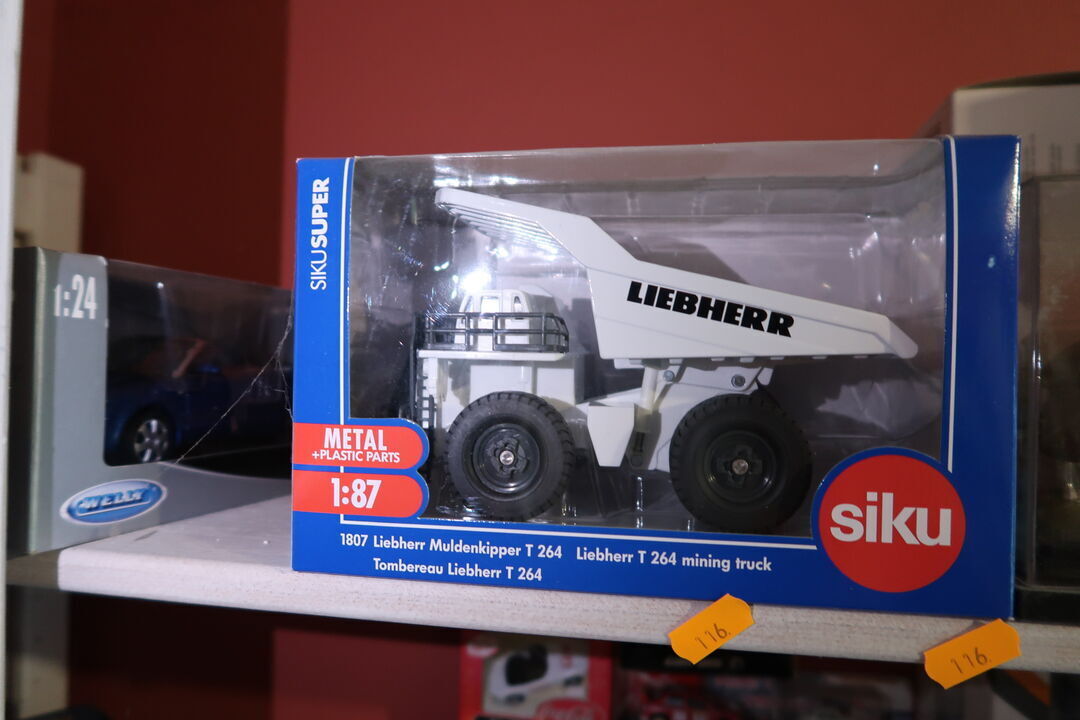 1:24
WELLY
SIKUSUPER
LIEBHERR
METAL
+PLASTIC PARTS
1:87
siku
1807 Liebherr Muldenkipper T 264 Liebherr T 264 mining truck
Tombereau Liebherr T 264
116.
116.